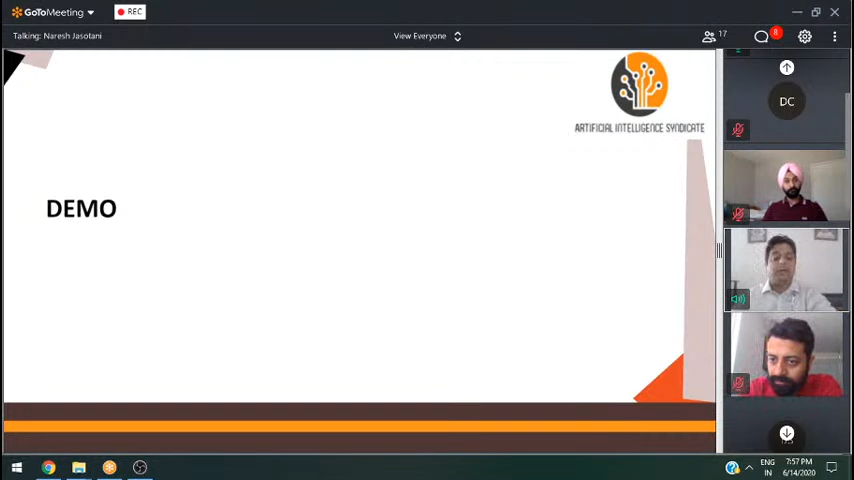 GoToMeeting
REC
Talking: Naresh Jasotani
View Everyone
17
8
ARTIFICIAL INTELLIGENCE SYNDICATE
DC
DEMO
ENG
IN
7:57 PM
6/14/2020